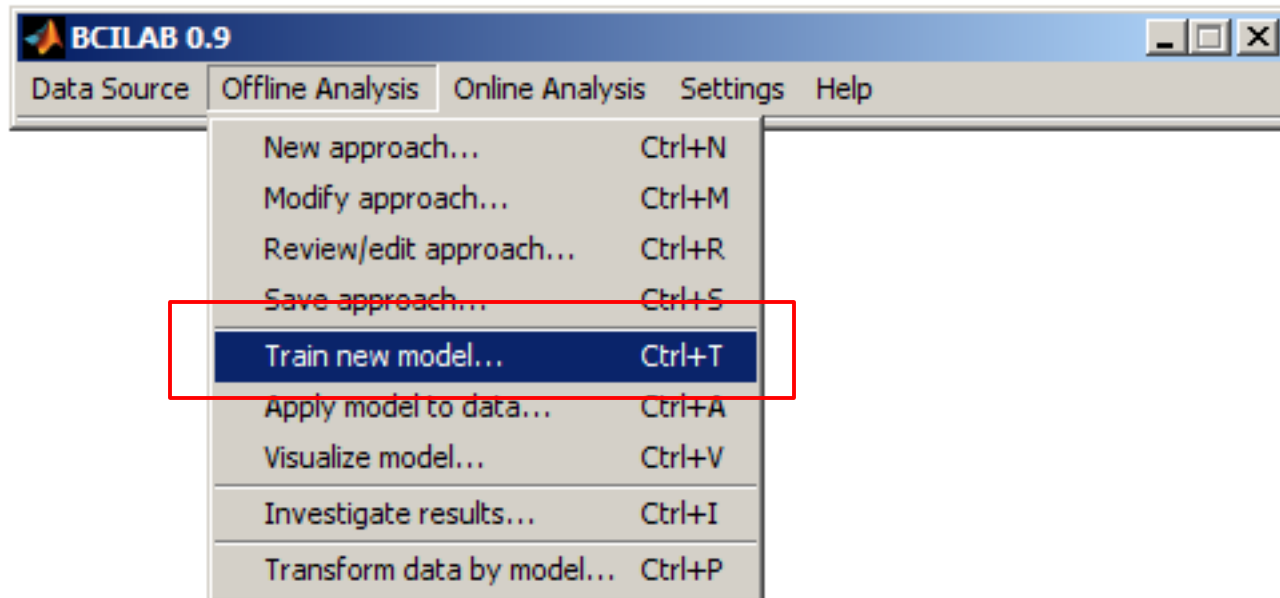 BCILAB 0.9
Data Source Offline Analysis Online Analysis Settings Help
New approach... Ctrl+N
Modify approach... Ctrl+M
Review/edit approach... Ctrl+R
Save approach... Ctrl+S
Train new model... Ctrl+T
Apply model to data... Ctrl+A
Visualize model... Ctrl+V
Investigate results... Ctrl+I
Transform data by model... Ctrl+P